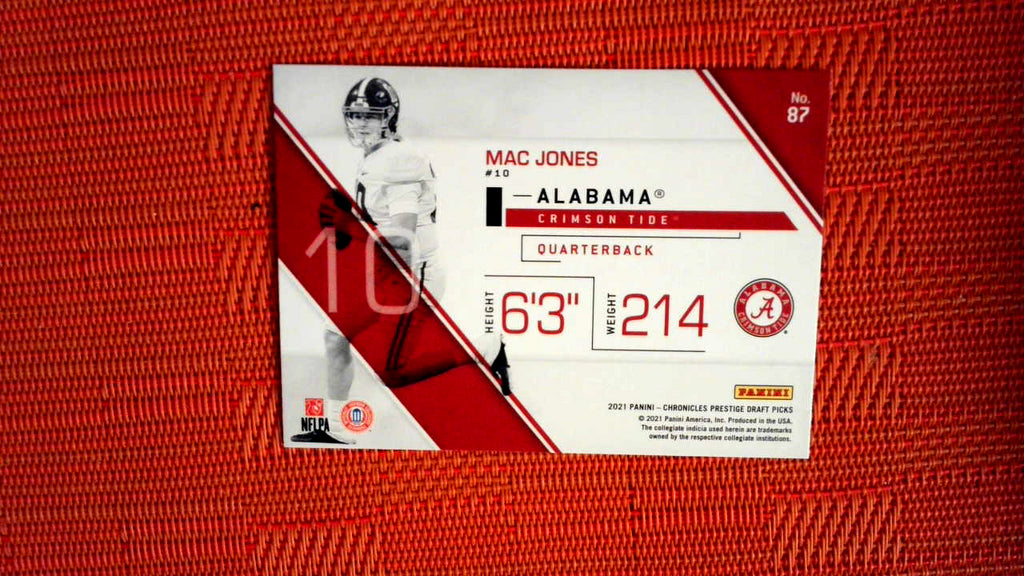 No.
87
MAC JONES
#10
ALABAMA®
CRIMSON TIDE™
QUARTERBACK
10
HEIGHT
6'3"
WEIGHT
214
ALABAMA
A
CRIMSON TIDE
®
PANINI
NFLPA
2021 PANINI – CHRONICLES PRESTIGE DRAFT PICKS
© 2021 Panini America, Inc. Produced in the USA.
The collegiate indicia used herein are trademarks
owned by the respective collegiate institutions.